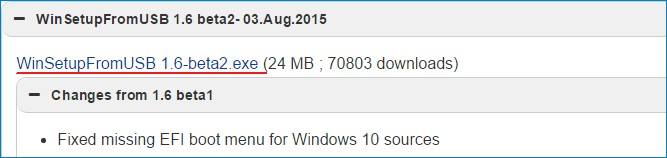 WinSetupFromUSB 1.6 beta2- 03.Aug.2015
WinSetupFromUSB 1.6-beta2.exe (24 MB ; 70803 downloads)
Changes from 1.6 beta1
Fixed missing EFI boot menu for Windows 10 sources